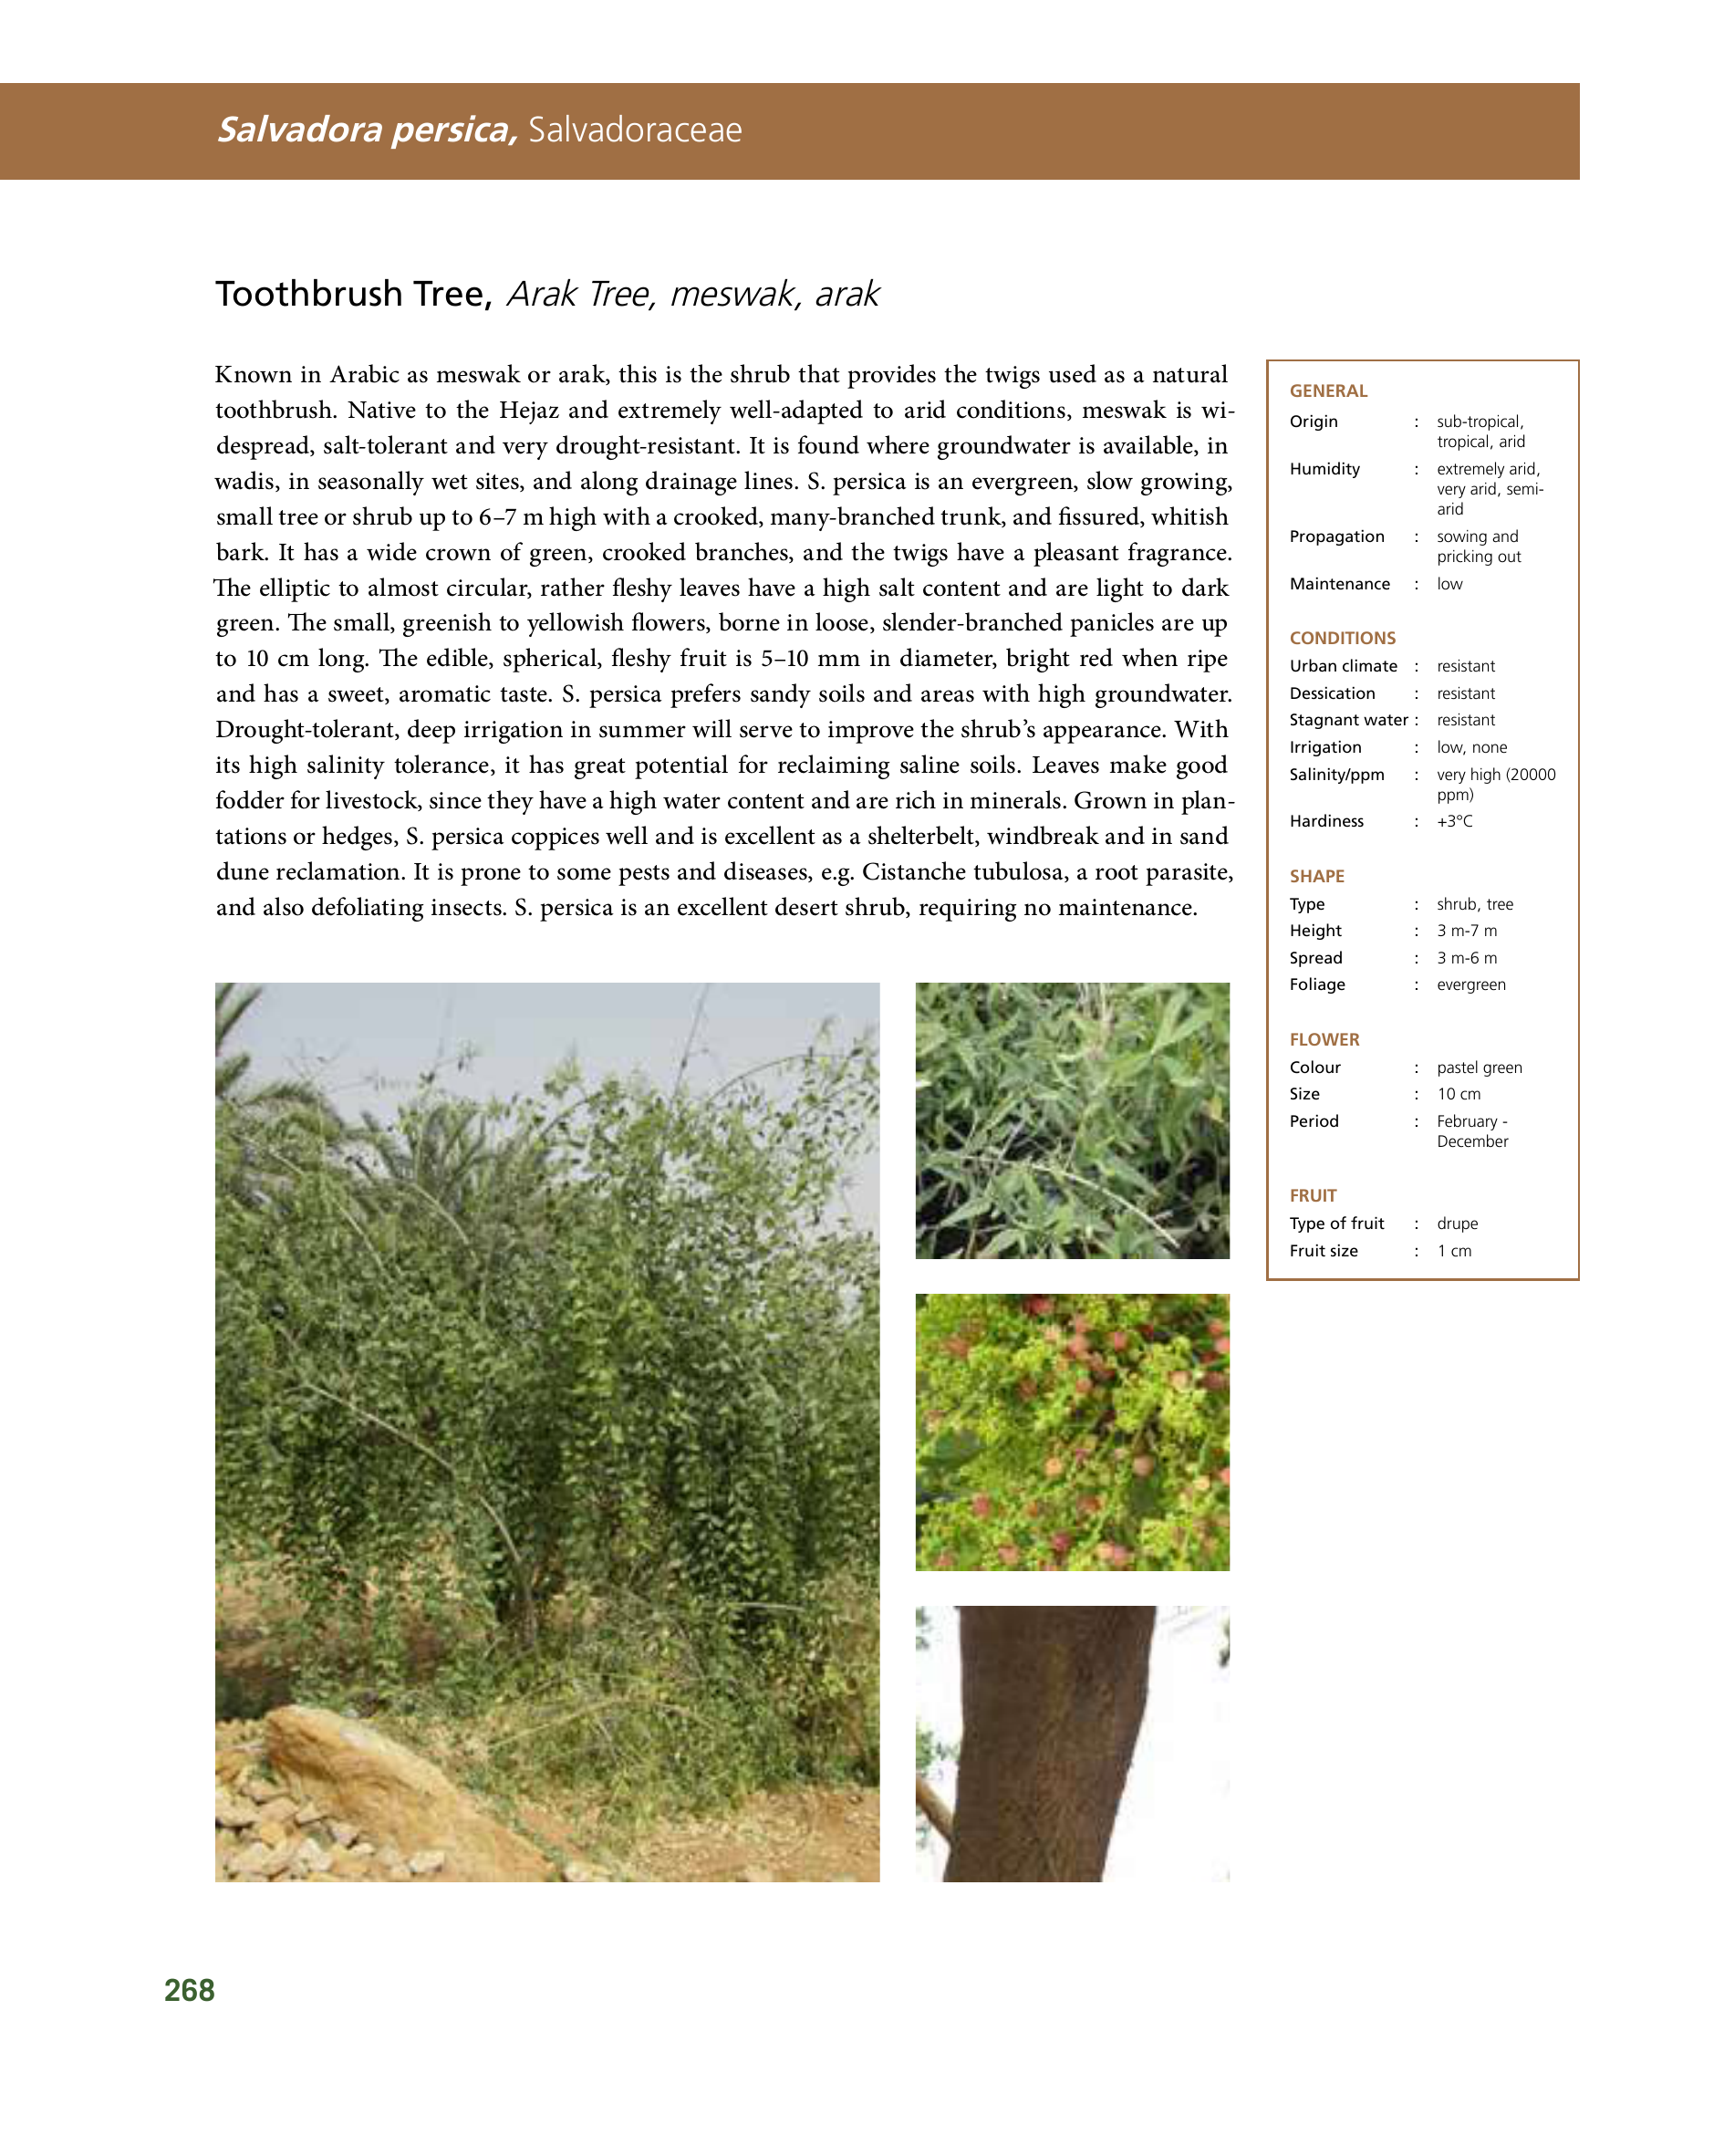 Salvadora persica, Salvadoraceae
Toothbrush Tree, Arak Tree, meswak, arak
Known in Arabic as meswak or arak, this is the shrub that provides the twigs used as a natural
toothbrush. Native to the Hejaz and extremely well-adapted to arid conditions, meswak is wi-
despread, salt-tolerant and very drought-resistant. It is found where groundwater is available, in
wadis, in seasonally wet sites, and along drainage lines. S. persica is an evergreen, slow growing,
small tree or shrub up to 6–7 m high with a crooked, many-branched trunk, and fissured, whitish
bark. It has a wide crown of green, crooked branches, and the twigs have a pleasant fragrance.
The elliptic to almost circular, rather fleshy leaves have a high salt content and are light to dark
green. The small, greenish to yellowish flowers, borne in loose, slender-branched panicles are up
to 10 cm long. The edible, spherical, fleshy fruit is 5–10 mm in diameter, bright red when ripe
and has a sweet, aromatic taste. S. persica prefers sandy soils and areas with high groundwater.
Drought-tolerant, deep irrigation in summer will serve to improve the shrub’s appearance. With
its high salinity tolerance, it has great potential for reclaiming saline soils. Leaves make good
fodder for livestock, since they have a high water content and are rich in minerals. Grown in plan-
tations or hedges, S. persica coppices well and is excellent as a shelterbelt, windbreak and in sand
dune reclamation. It is prone to some pests and diseases, e.g. Cistanche tubulosa, a root parasite,
and also defoliating insects. S. persica is an excellent desert shrub, requiring no maintenance.
GENERAL
Origin : sub-tropical,
tropical, arid
Humidity : extremely arid,
very arid, semi-
arid
Propagation : sowing and
pricking out
Maintenance : low
CONDITIONS
Urban climate : resistant
Dessication : resistant
Stagnant water : resistant
Irrigation : low, none
Salinity/ppm : very high (20000
ppm)
Hardiness : +3°C
SHAPE
Type : shrub, tree
Height : 3 m-7 m
Spread : 3 m-6 m
Foliage : evergreen
FLOWER
Colour : pastel green
Size : 10 cm
Period : February -
December
FRUIT
Type of fruit : drupe
Fruit size : 1 cm
268